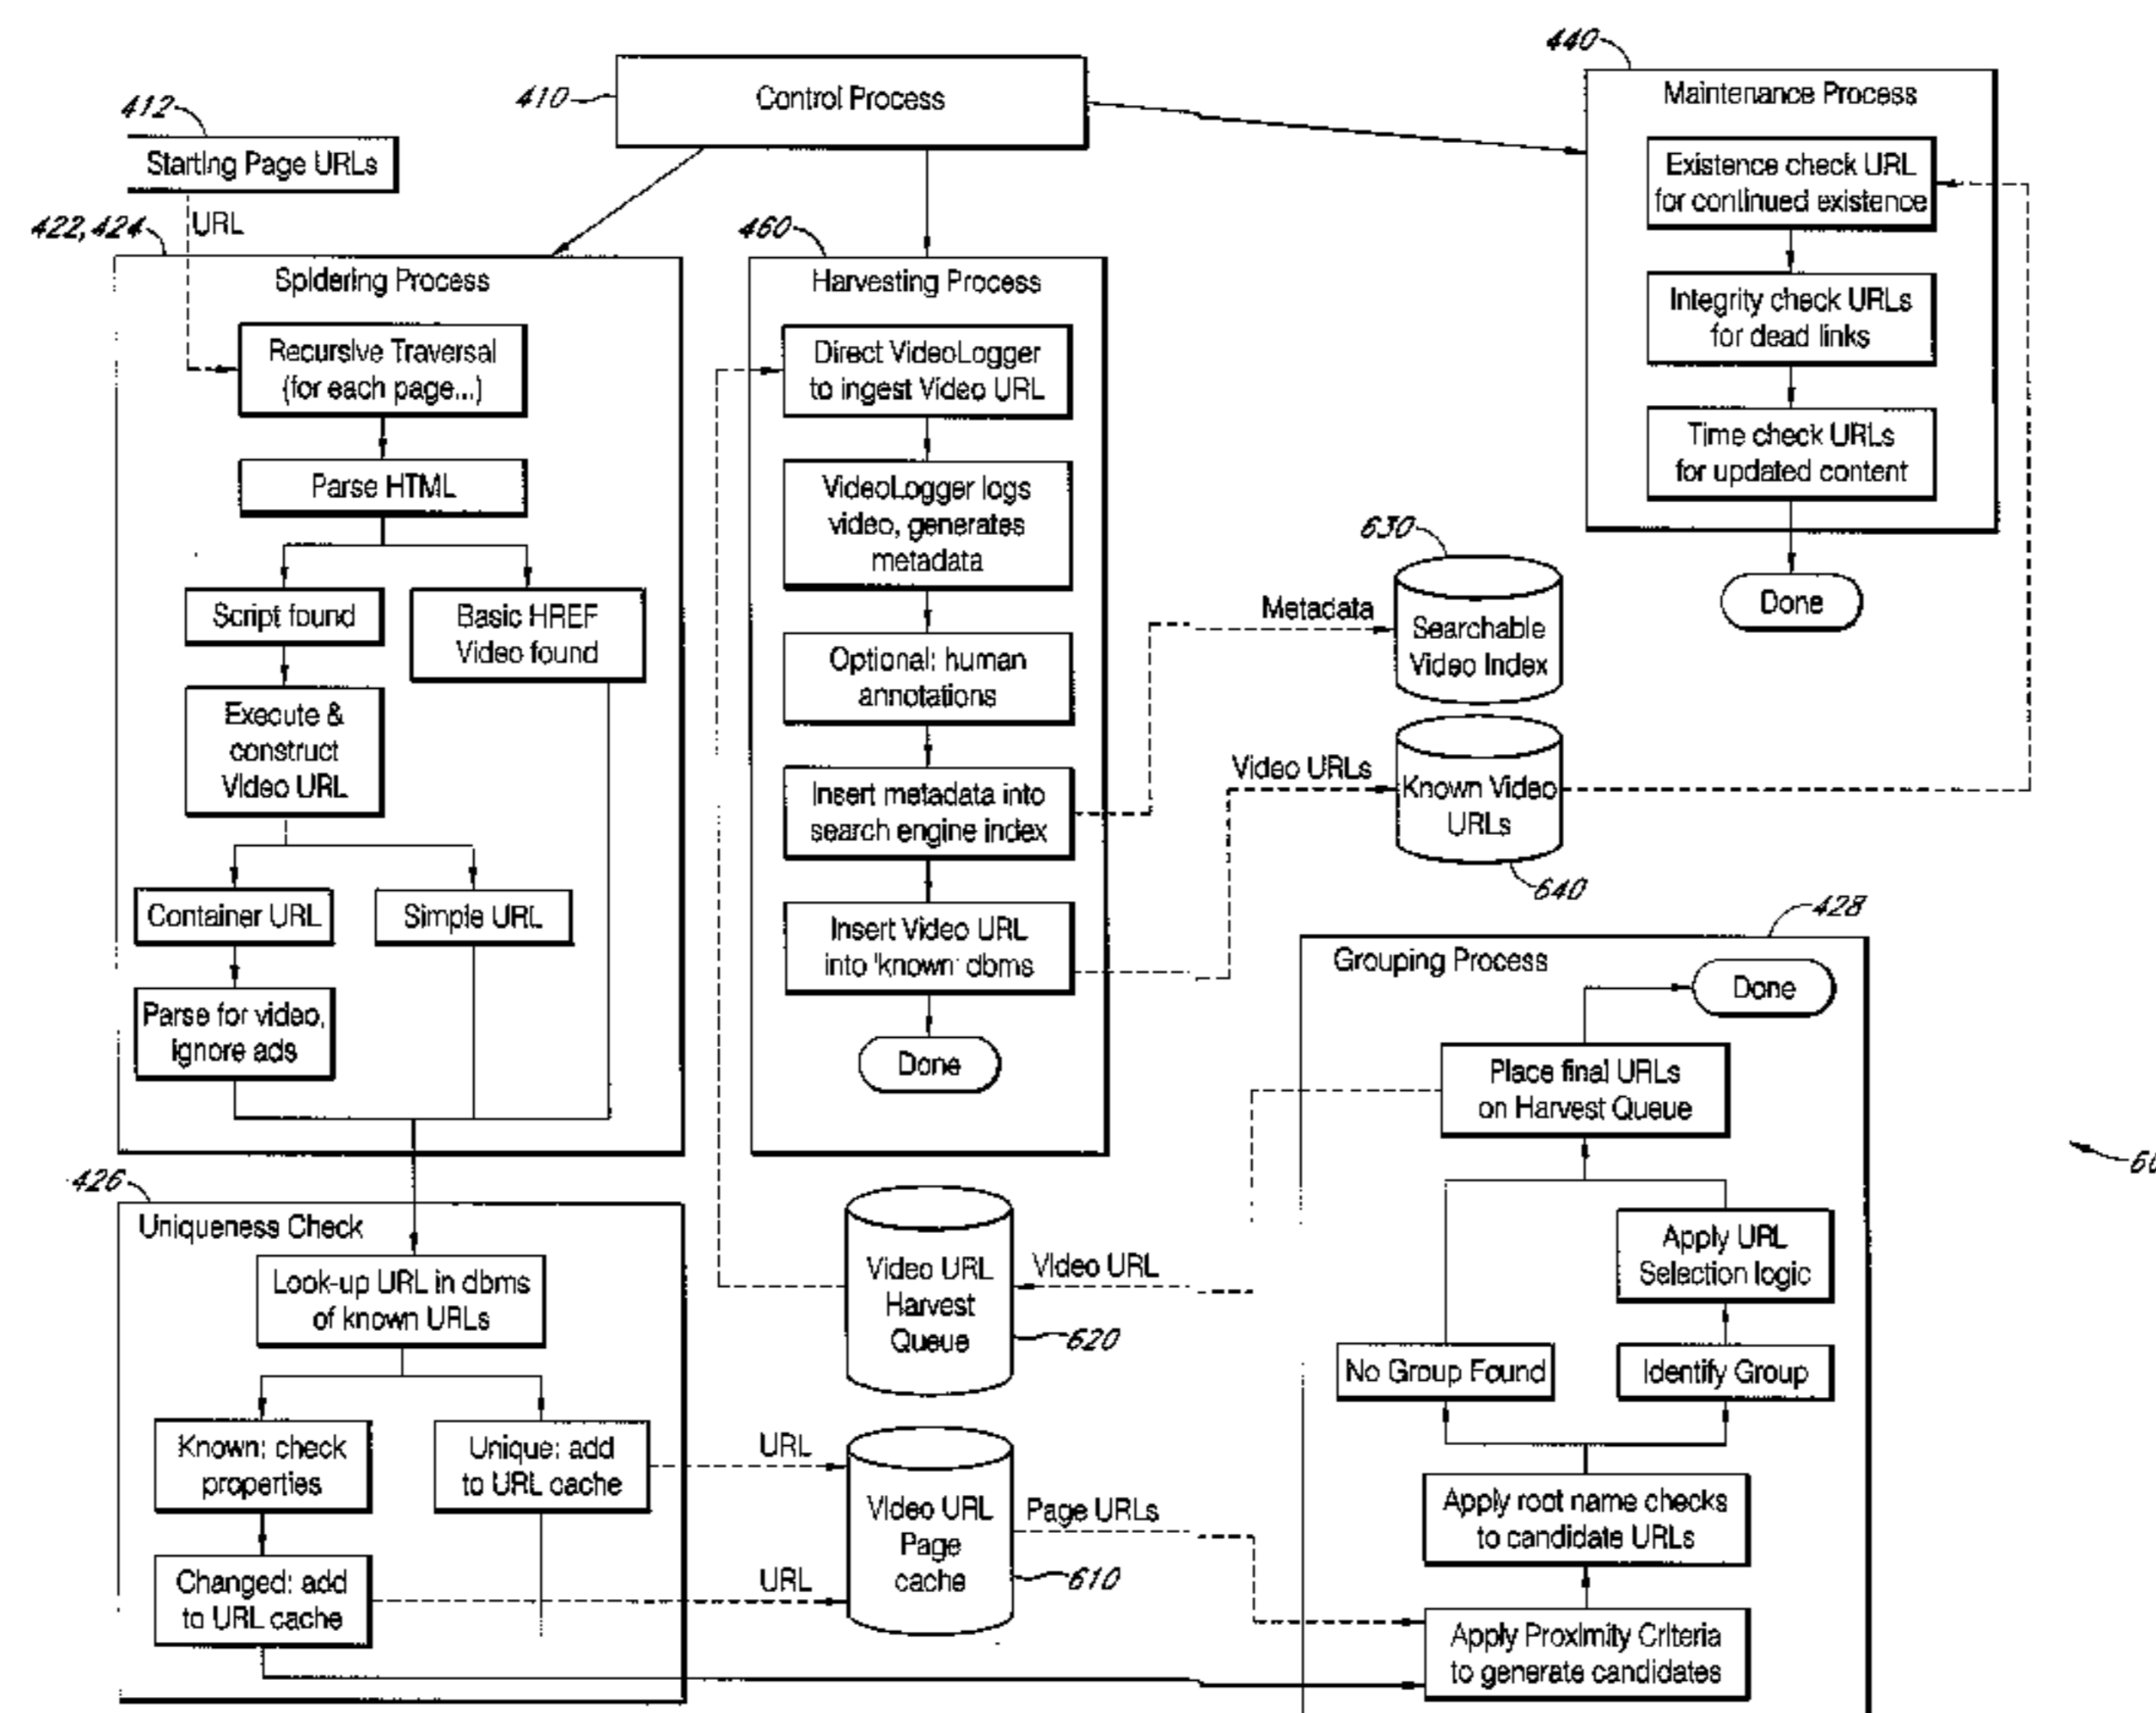 440
410
Control Process
Maintenance Process
412
Starting Page URLs
Existence check URL
for continued existence
URL
422, 424
460
Spidering Process
Harvesting Process
Integrity check URLs
for dead links
Recursive Traversal
(for each page...)
Direct VideoLogger
to ingest Video URL
Time check URLs
for updated content
Parse HTML
VideoLogger logs
video, generates
metadata
630
Done
Script found
Basic HREF
Video found
Metadata
Searchable
Video Index
Optional: human
annotations
Execute &
construct
Video URL
Video URLs
Known Video
URLs
Insert metadata into
search engine index
640
428
Container URL
Simple URL
Insert Video URL
into 'known' dbms
Grouping Process
Done
Parse for video,
ignore ads
Done
Place final URLs
on Harvest Queue
426
Uniqueness Check
Look-up URL in dbms
of known URLs
Video URL
Harvest
Queue
Video URL
620
Apply URL
Selection logic
No Group Found
Identify Group
Known: check
properties
Unique: add
to URL cache
URL
Video URL
Page
cache
Page URLs
610
Apply root name checks
to candidate URLs
Changed: add
to URL cache
URL
Apply Proximity Criteria
to generate candidates